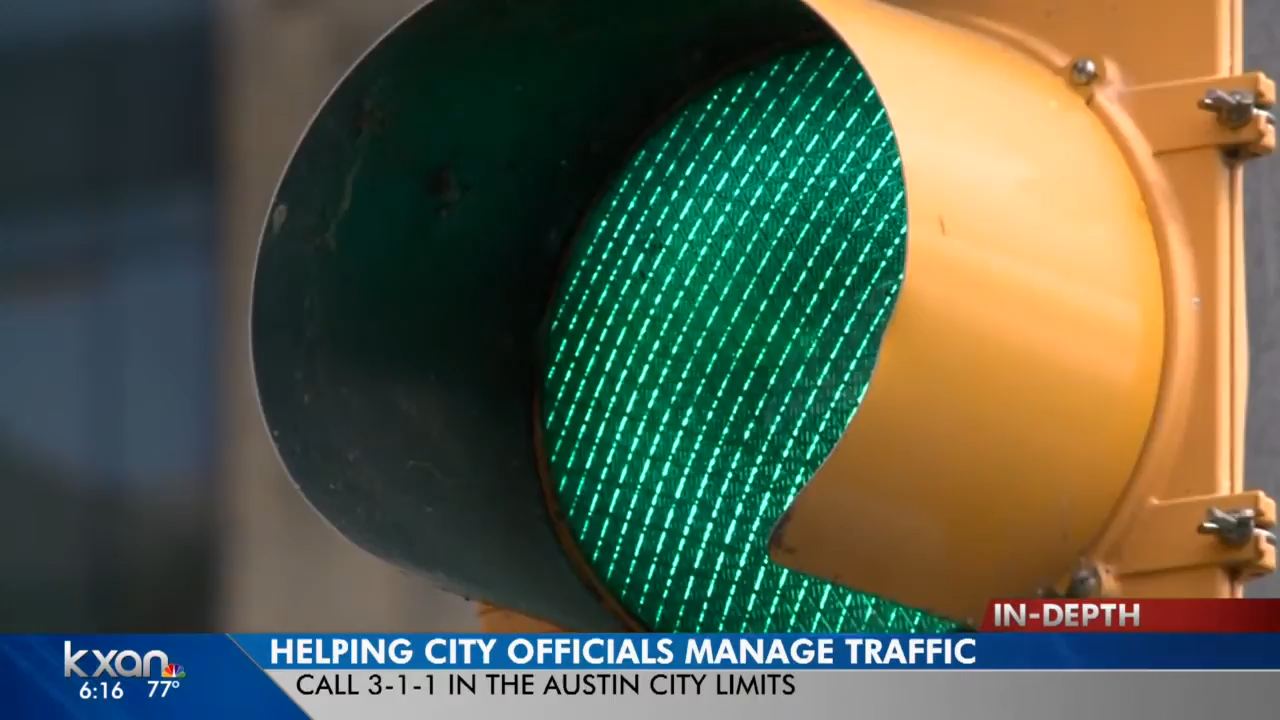 IN-DEPTH
kxan
HELPING CITY OFFICIALS MANAGE TRAFFIC
6:16 77°
CALL 3-1-1 IN THE AUSTIN CITY LIMITS